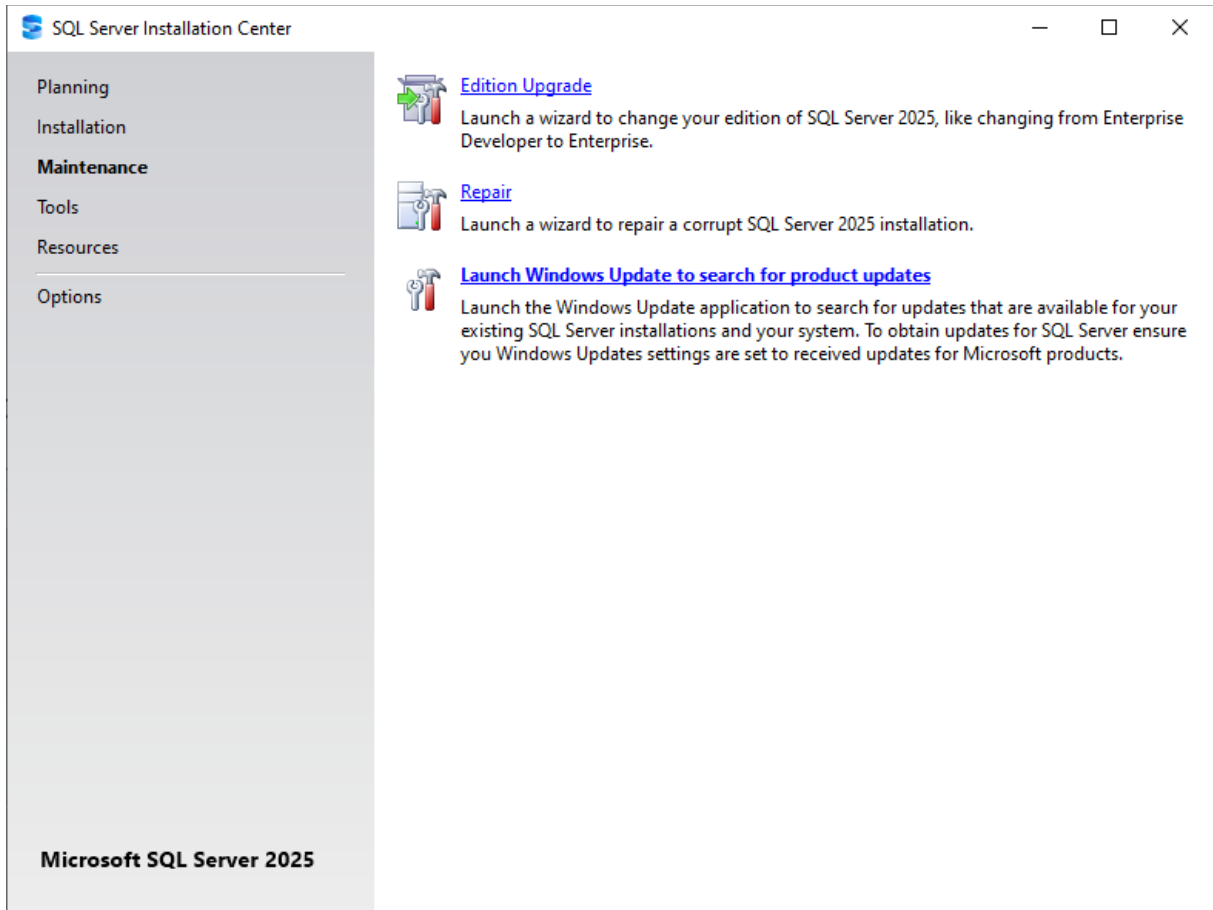 SQL Server Installation Center
Planning
Installation
Maintenance
Tools
Resources
Options
Edition Upgrade
Launch a wizard to change your edition of SQL Server 2025, like changing from Enterprise
Developer to Enterprise.
Repair
Launch a wizard to repair a corrupt SQL Server 2025 installation.
Launch Windows Update to search for product updates
Launch the Windows Update application to search for updates that are available for your
existing SQL Server installations and your system. To obtain updates for SQL Server ensure
you Windows Updates settings are set to received updates for Microsoft products.
Microsoft SQL Server 2025